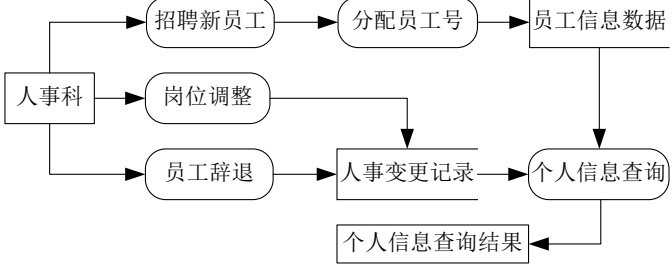 招聘新员工
分配员工号
员工信息数据
人事科
岗位调整
员工辞退
人事变更记录
个人信息查询
个人信息查询结果